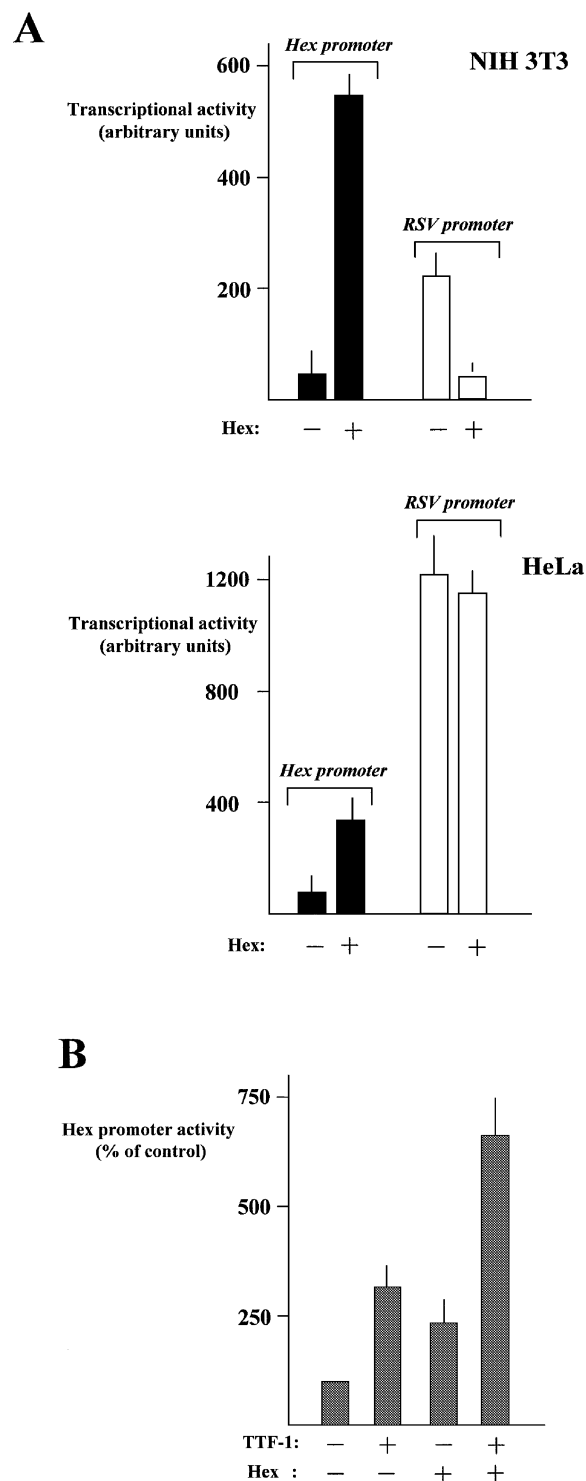 A
Hex promoter
NIH 3T3
600
Transcriptional activity
(arbitrary units)
400
RSV promoter
200
Hex: − + − +
RSV promoter
HeLa
1200
Transcriptional activity
(arbitrary units)
800
Hex promoter
400
Hex: − + − +
B
750
Hex promoter activity
(% of control)
500
250
TTF-1: − + − +
Hex : − − + +